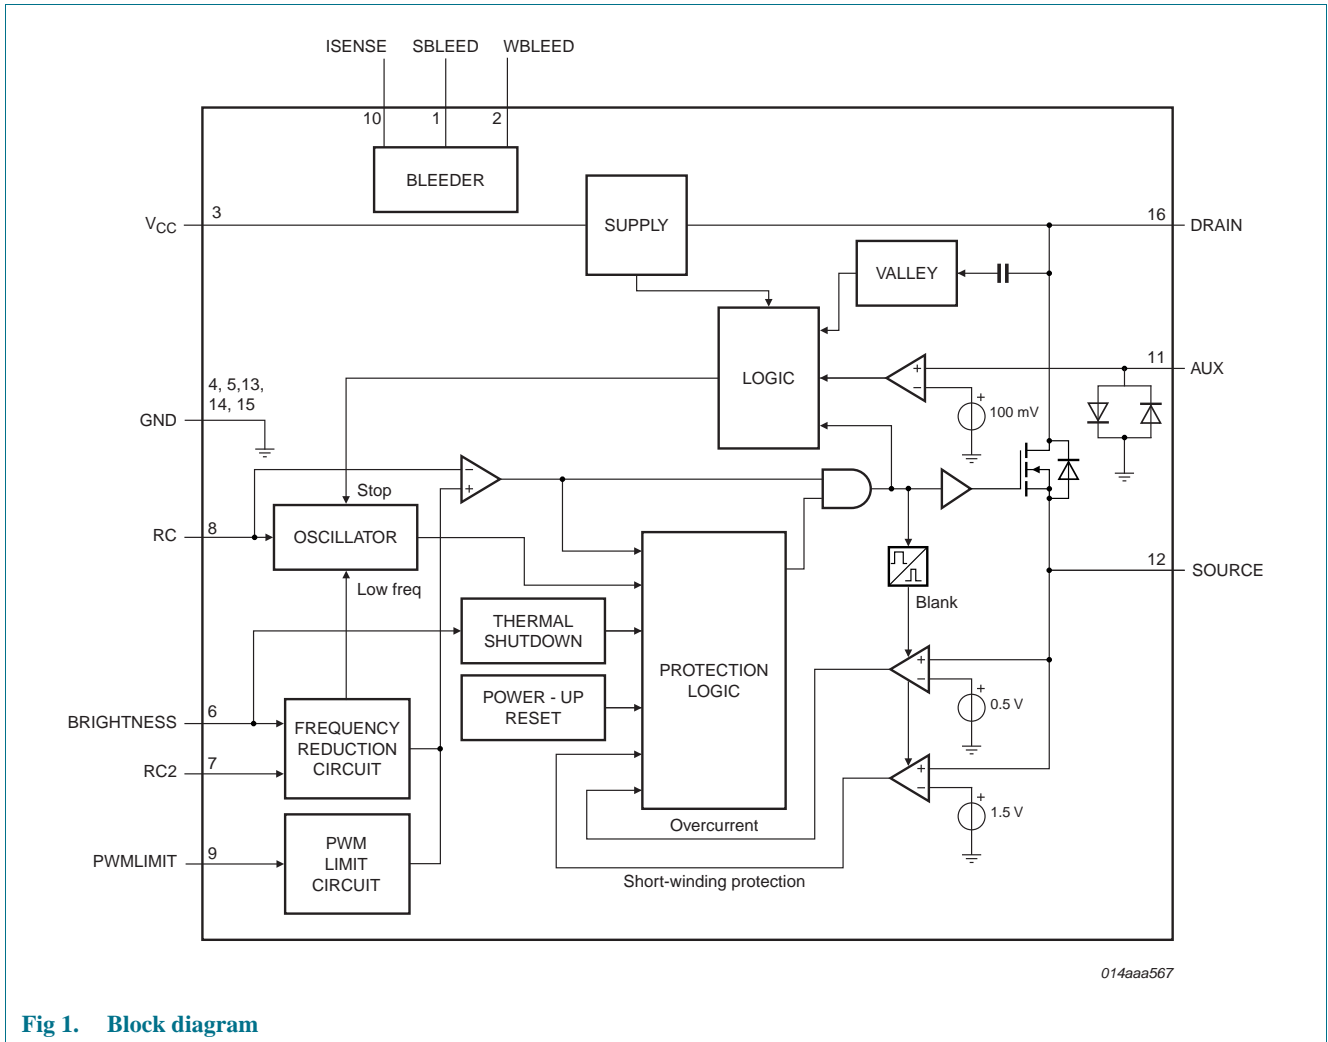 ISENSE SBLEED WBLEED
10 1 2
BLEEDER
VCC 3
SUPPLY
16 DRAIN
VALLEY
4, 5,13,
14, 15
GND
LOGIC
+
−
+
100 mV
11 AUX
Stop
−
+
RC 8
OSCILLATOR
Low freq
12 SOURCE
Blank
THERMAL
SHUTDOWN
PROTECTION
LOGIC
POWER - UP
RESET
+
−
+
0.5 V
BRIGHTNESS 6
RC2 7
FREQUENCY
REDUCTION
CIRCUIT
+
−
+
1.5 V
Overcurrent
PWMLIMIT 9
PWM
LIMIT
CIRCUIT
Short-winding protection
014aaa567
Fig 1. Block diagram